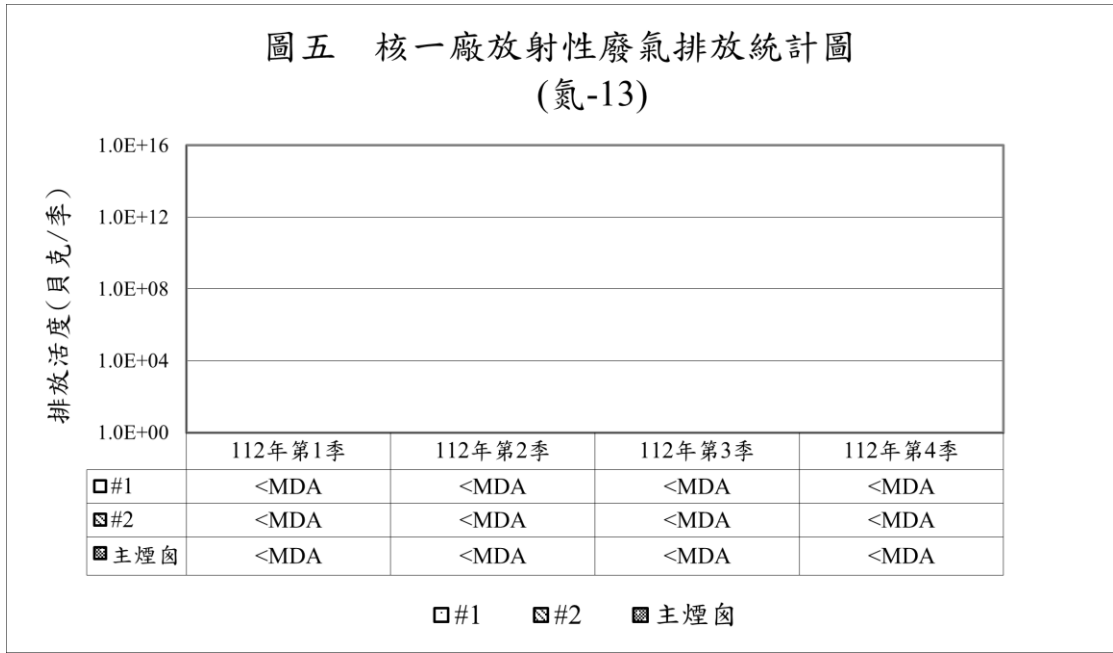 圖五 核一廠放射性廢氣排放統計圖
(氮-13)
排放活度(貝克/季)
1.0E+16
1.0E+12
1.0E+08
1.0E+04
1.0E+00
112年第1季 112年第2季 112年第3季 112年第4季
#1 <MDA <MDA <MDA <MDA
#2 <MDA <MDA <MDA <MDA
主煙囪 <MDA <MDA <MDA <MDA
#1 #2 主煙囪